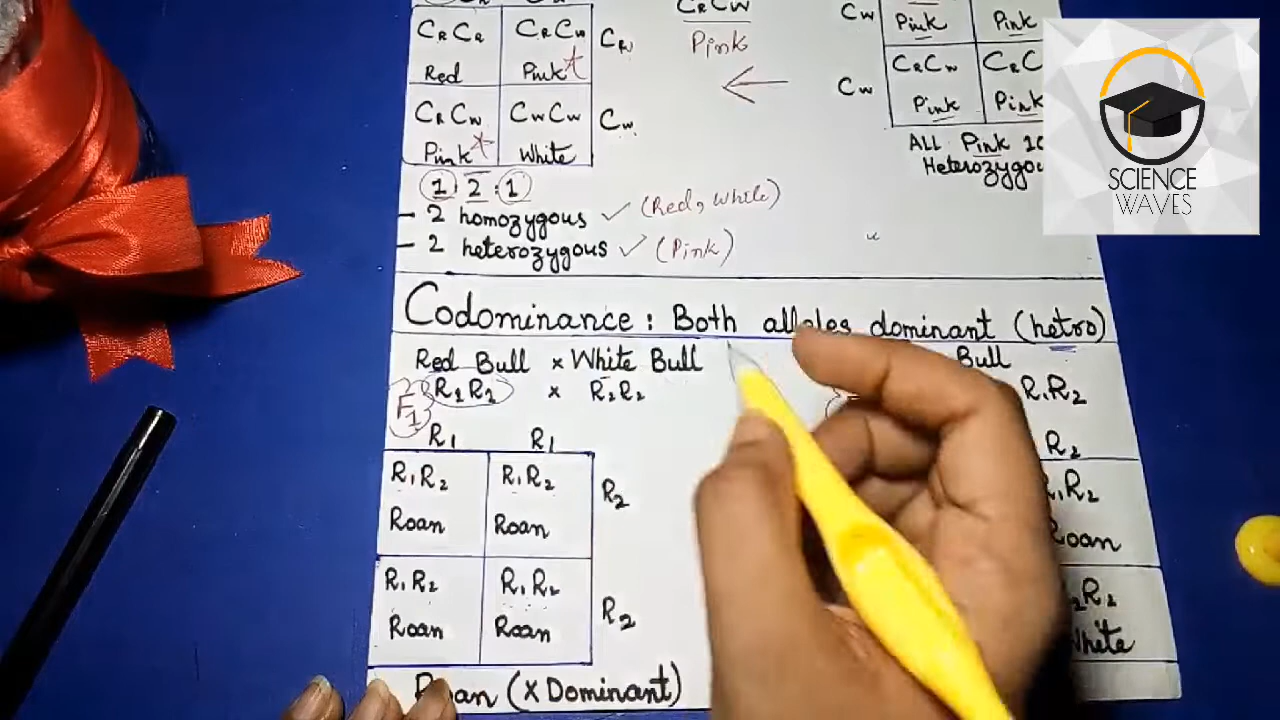 CRCR CRCW CW
Red Pink
CRCW CWCW CW
Pink White
1 : 2 : 1
- 2 homozygous ✓ (Red, White)
- 2 heterozygous ✓ (Pink)
CRCW
Pink
CW Pink Pink
CW CRCW
Pink Pink
ALL Pink
SCIENCE
WAVES
Codominance : Both alleles dominant (hetro)
Red Bull × White Bull
F1 R1R2 × R2R2
R1 R1
R1R2 R1R2 R2
Roan Roan
R1R2 R1R2 R2
Roan Roan
Roan (X Dominant)
Bull
R1R2
R2
R1R2
Roan
R2R2
White